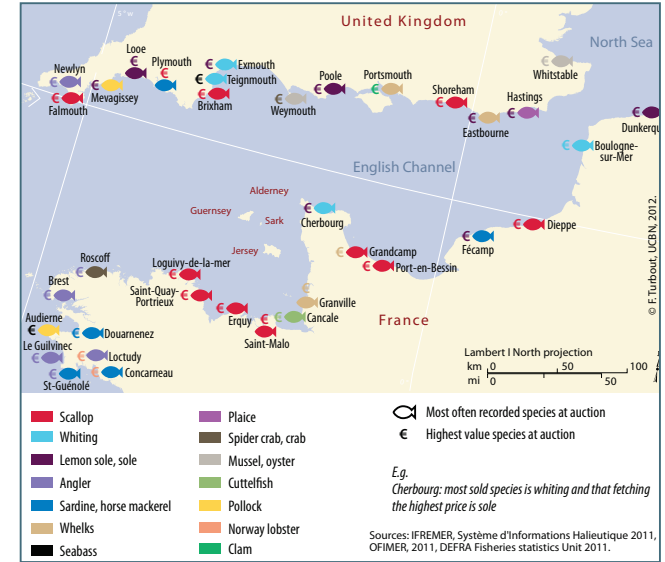 5° w
United Kingdom
North Sea
Looe
Plymouth
Newlyn
€
€
€
Exmouth
€
Teignmouth
€
Mevagissey
€
Falmouth
€
Brixham
€
Weymouth
€
Poole
€
Portsmouth
€
Shoreham
€
Whitstable
€
Hastings
€
Eastbourne
€
Dunkerqu
€
Boulogne-
sur-Mer
€
English Channel
Alderney
Guernsey
Sark
Jersey
€
Cherbourg
€
Dieppe
€
Fécamp
€
Grandcamp
€
Port-en-Bessin
Roscoff
€
Loguivy-de-la-mer
€
Brest
€
Saint-Quay-
Portrieux
€
Erquy
€
Granville
€
Cancale
€
Saint-Malo
€
France
Audierne
€
Douarnenez
€
Le Guilvinec
€
Loctudy
€
Concarneau
€
St-Guénolé
€
Lambert I North projection
km 0 50 100
mi 0 50
© F. Turbout, UCBN, 2012.
Scallop
Whiting
Lemon sole, sole
Angler
Sardine, horse mackerel
Whelks
Seabass
Plaice
Spider crab, crab
Mussel, oyster
Cuttelfish
Pollock
Norway lobster
Clam
Most often recorded species at auction
€ Highest value species at auction
E.g.
Cherbourg: most sold species is whiting and that fetching
the highest price is sole
Sources: IFREMER, Système d'Informations Halieutique 2011,
OFIMER, 2011, DEFRA Fisheries statistics Unit 2011.